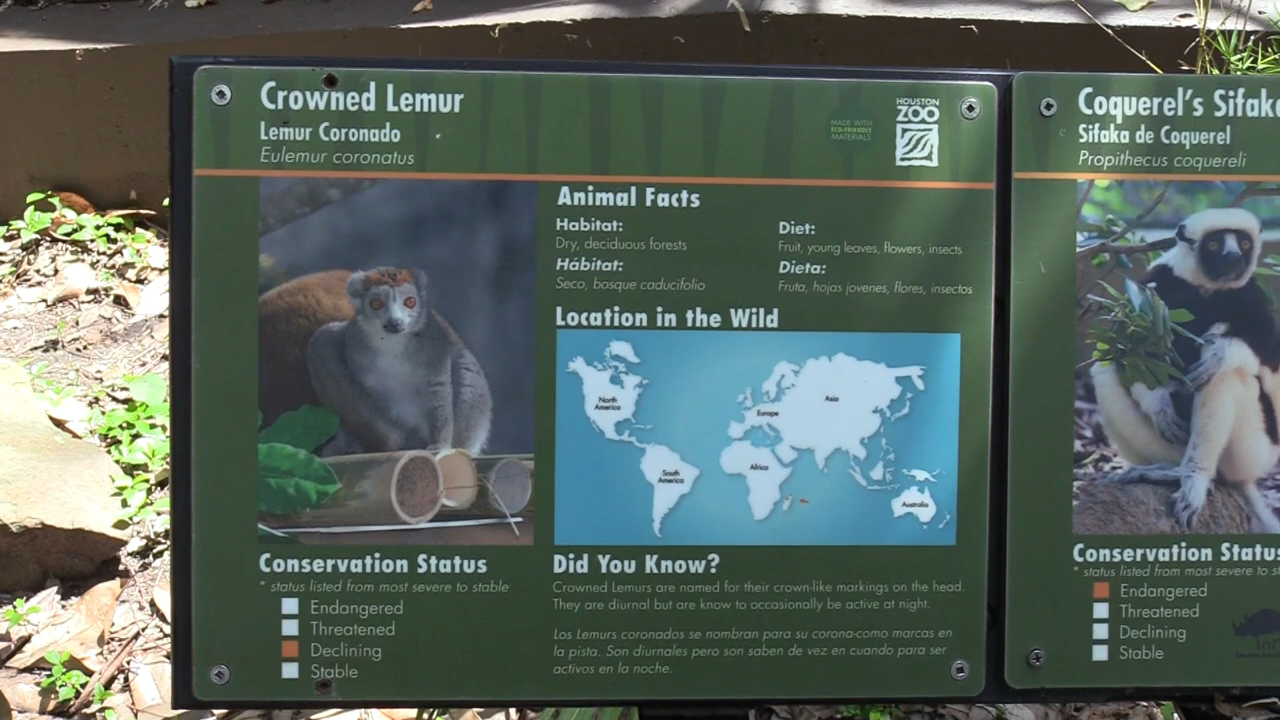 Crowned Lemur
Lemur Coronado
Eulemur coronatus
MADE WITH
ECO-FRIENDLY
MATERIALS
HOUSTON
ZOO
Animal Facts
Habitat:
Dry, deciduous forests
Hábitat:
Seco, bosque caducifolio
Diet:
Fruit, young leaves, flowers, insects
Dieta:
Fruta, hojas jovenes, flores, insectos
Location in the Wild
North
America
South
America
Europe
Asia
Africa
Australia
Conservation Status
* status listed from most severe to stable
Endangered
Threatened
Declining
Stable
Did You Know?
Crowned Lemurs are named for their crown-like markings on the head.
They are diurnal but are know to occasionally be active at night.
Los Lemurs coronados se nombran para su corona-como marcas en
la pista. Son diurnales pero son saben de vez en cuando para ser
activos en la noche.
Coquerel's Sifak
Sifaka de Coquerel
Propithecus coquereli
Conservation Status
* status listed from most severe to st
Endangered
Threatened
Declining
Stable